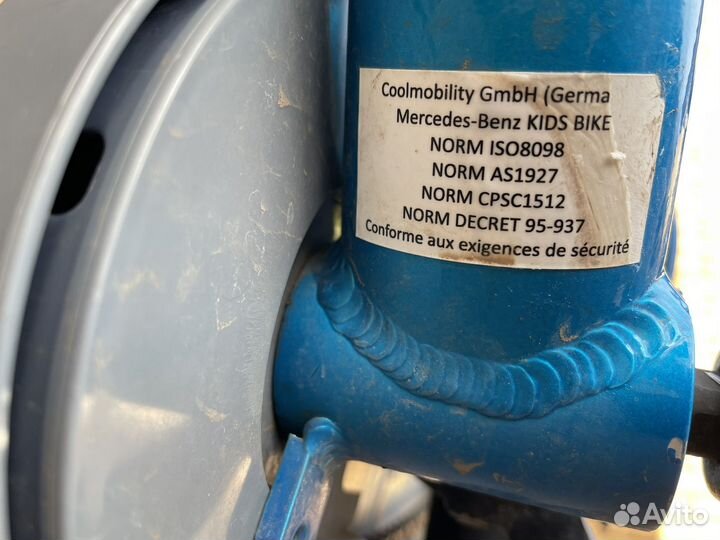 Coolmobility GmbH (Germa
Mercedes-Benz KIDS BIKE
NORM ISO8098
NORM AS1927
NORM CPSC1512
NORM DECRET 95-937
Conforme aux exigences de sécurité
Avito